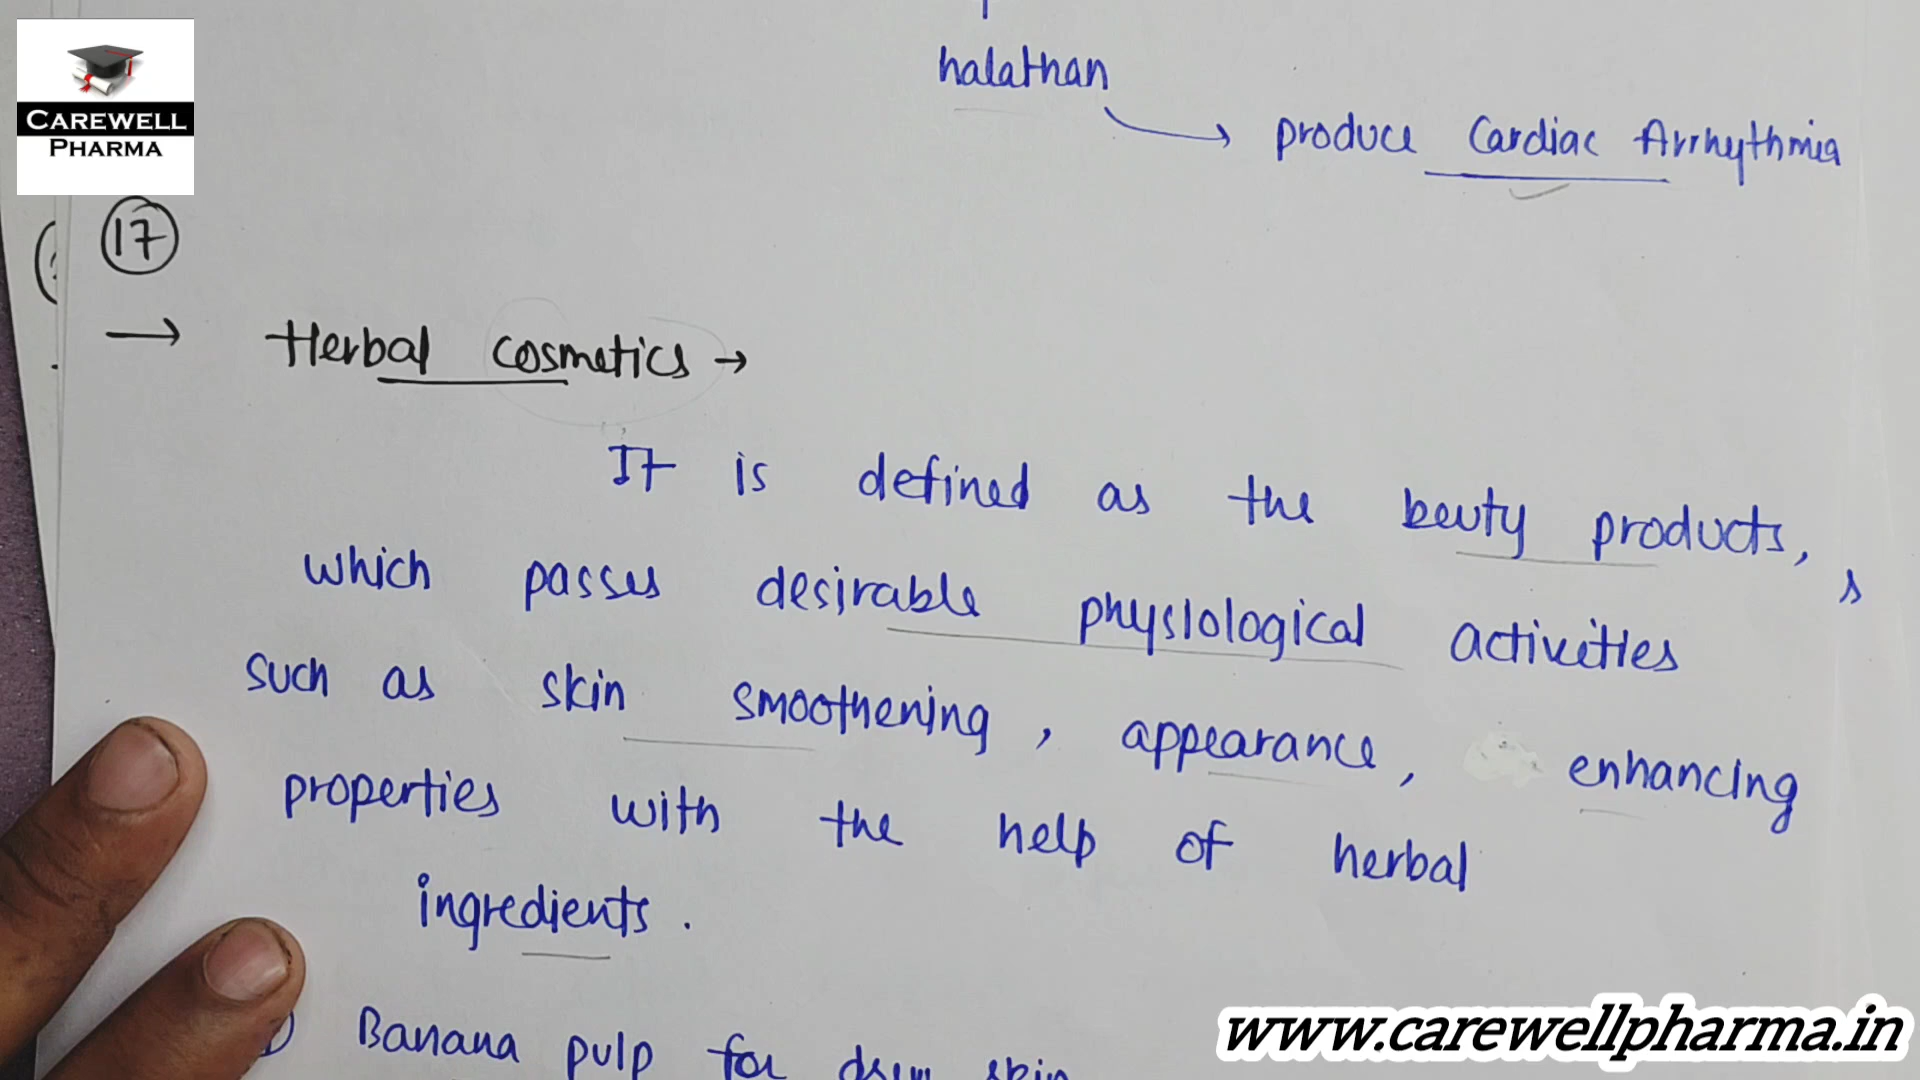 CAREWELL
PHARMA
halathan
produce Cardiac Arrhythmia
17
→ Herbal cosmetics →
It is defined as the beuty products,
which passes desirable physiological activities
such as skin smoothening, appearance, enhancing
properties with the help of herbal
ingredients.
Banana pulp for skin
www.carewellpharma.in